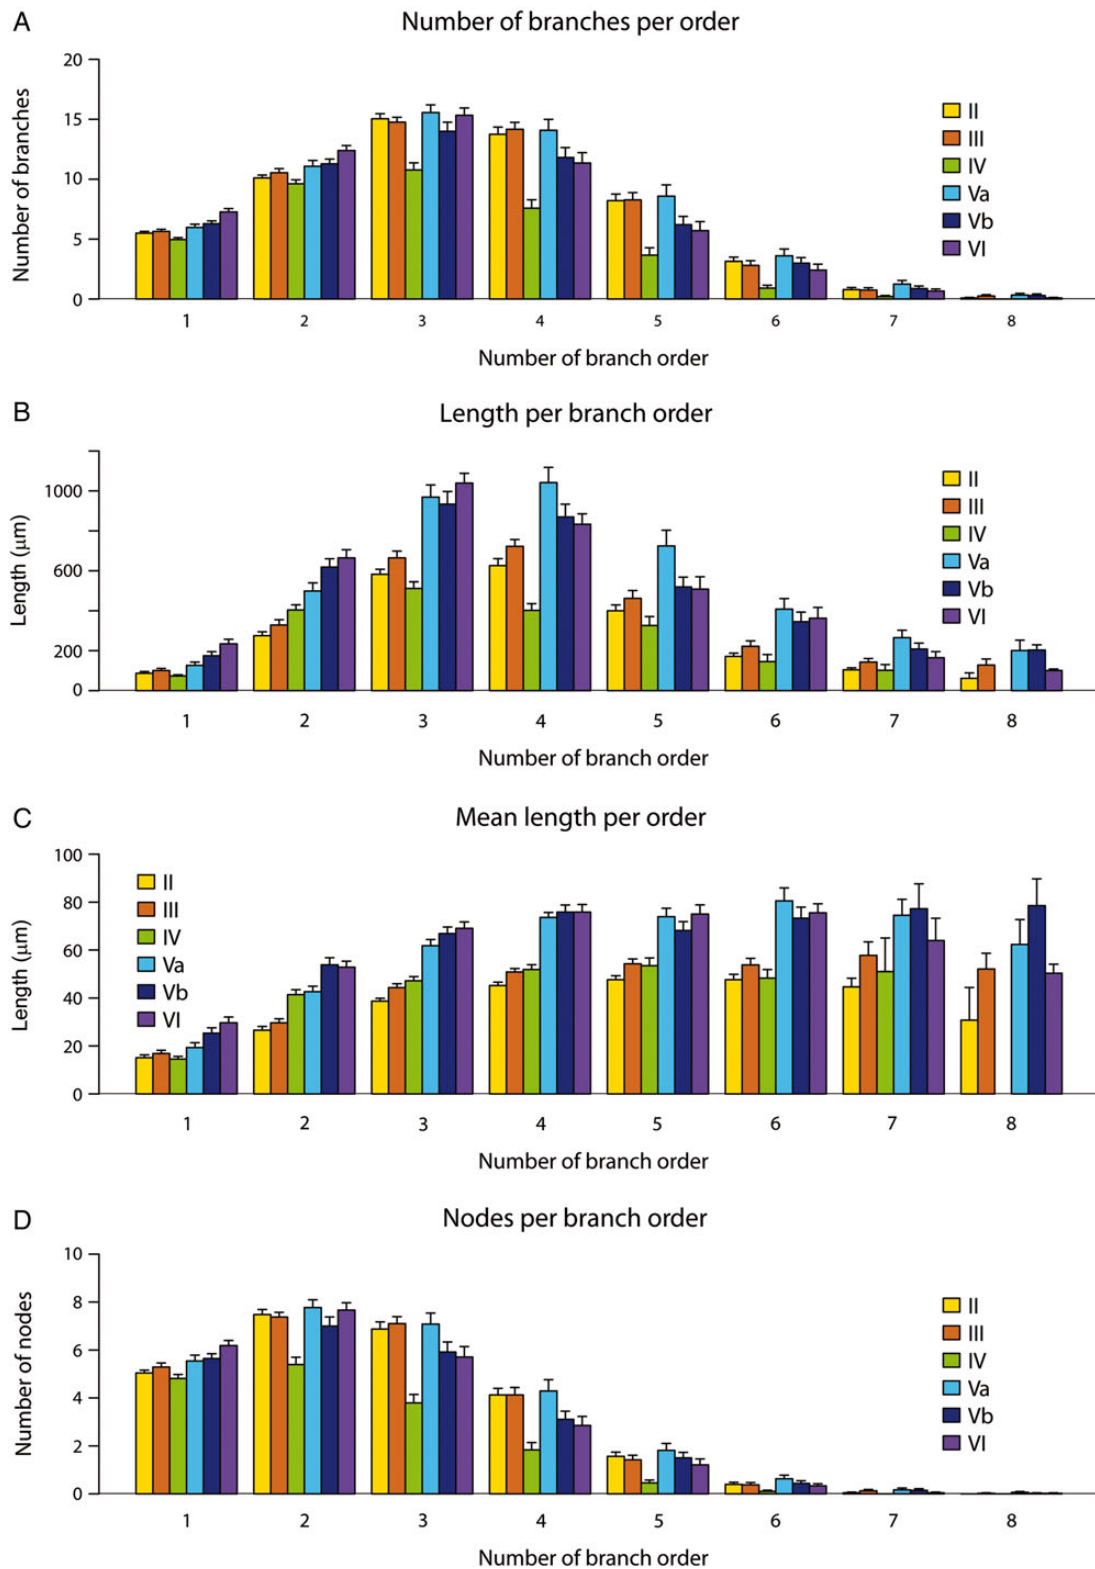 A
Number of branches per order
Number of branches
20
15
10
5
0
II
III
IV
Va
Vb
VI
1 2 3 4 5 6 7 8
Number of branch order
B
Length per branch order
Length (μm)
1000
600
200
0
II
III
IV
Va
Vb
VI
1 2 3 4 5 6 7 8
Number of branch order
C
Mean length per order
Length (μm)
100
80
60
40
20
0
II
III
IV
Va
Vb
VI
1 2 3 4 5 6 7 8
Number of branch order
D
Nodes per branch order
Number of nodes
10
8
6
4
2
0
II
III
IV
Va
Vb
VI
1 2 3 4 5 6 7 8
Number of branch order